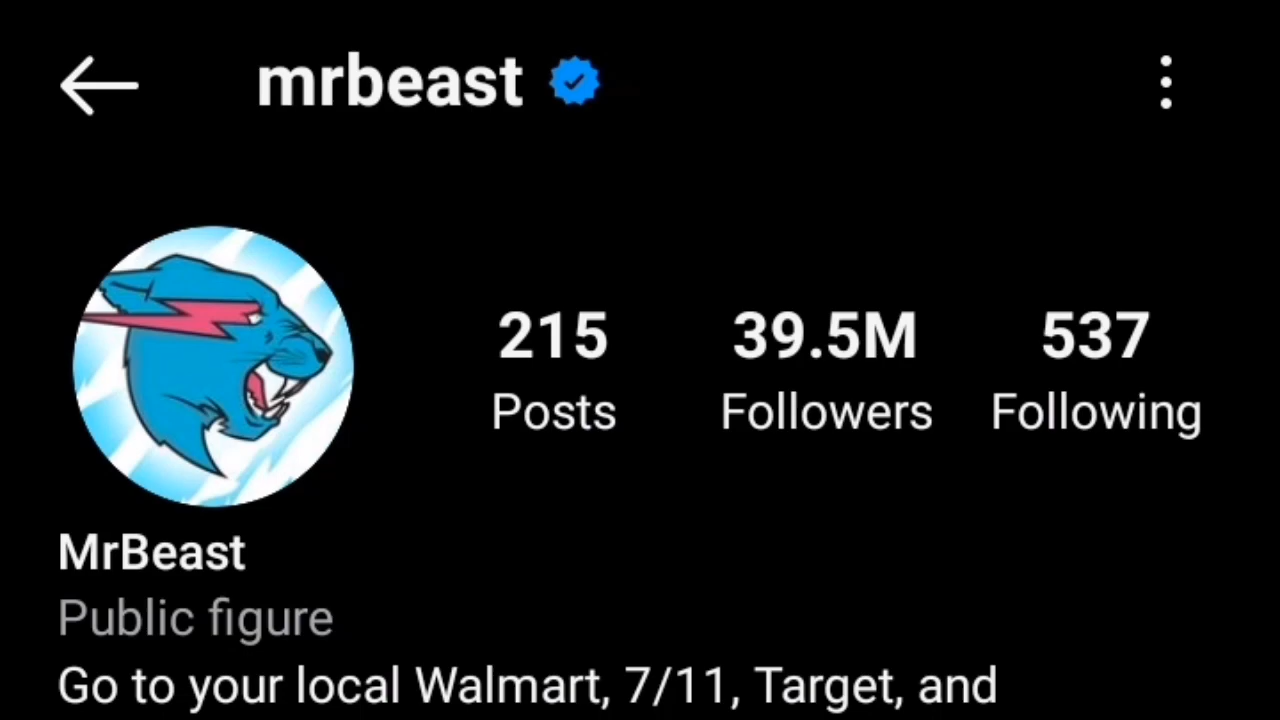 mrbeast
215 39.5M 537
Posts Followers Following
MrBeast
Public figure
Go to your local Walmart, 7/11, Target, and